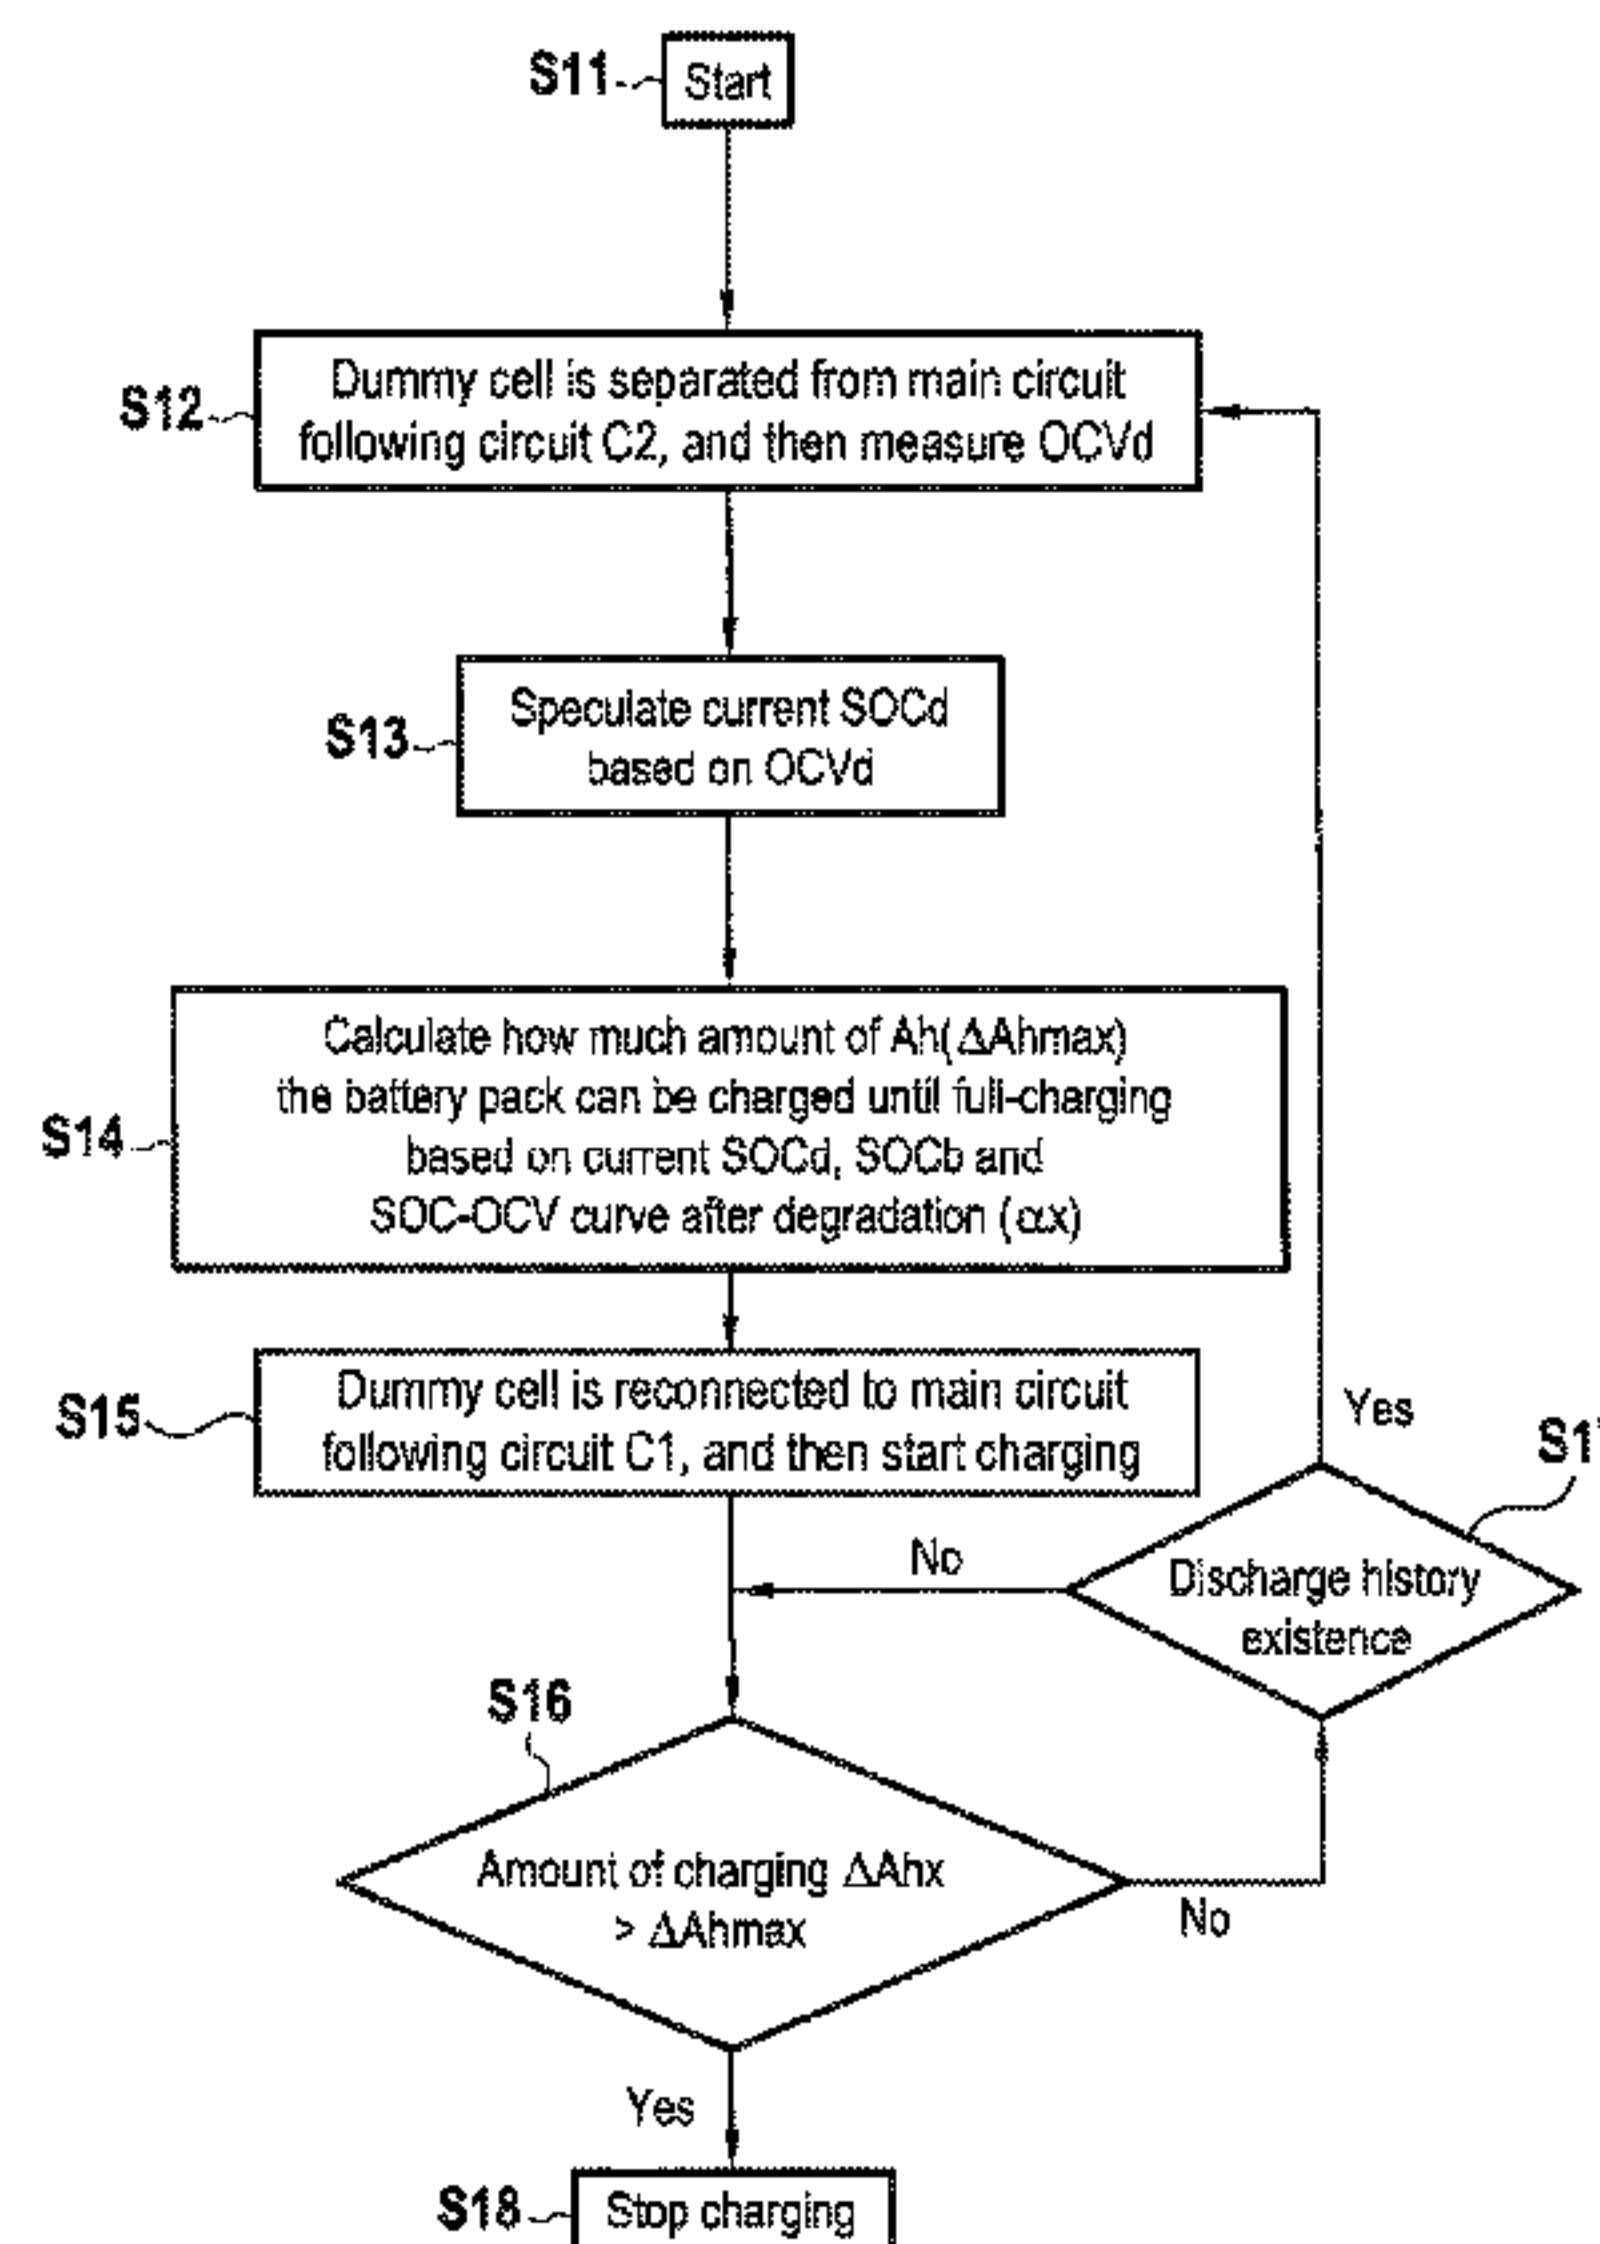 S11
Start
S12
Dummy cell is separated from main circuit
following circuit C2, and then measure OCVd
S13
Speculate current SOCd
based on OCVd
S14
Calculate how much amount of Ah(ΔAhmax)
the battery pack can be charged until full-charging
based on current SOCd, SOCb and
SOC-OCV curve after degradation (αx)
S15
Dummy cell is reconnected to main circuit
following circuit C1, and then start charging
Yes
No
Discharge history
existence
S16
Amount of charging ΔAhx
> ΔAhmax
No
Yes
S18
Stop charging